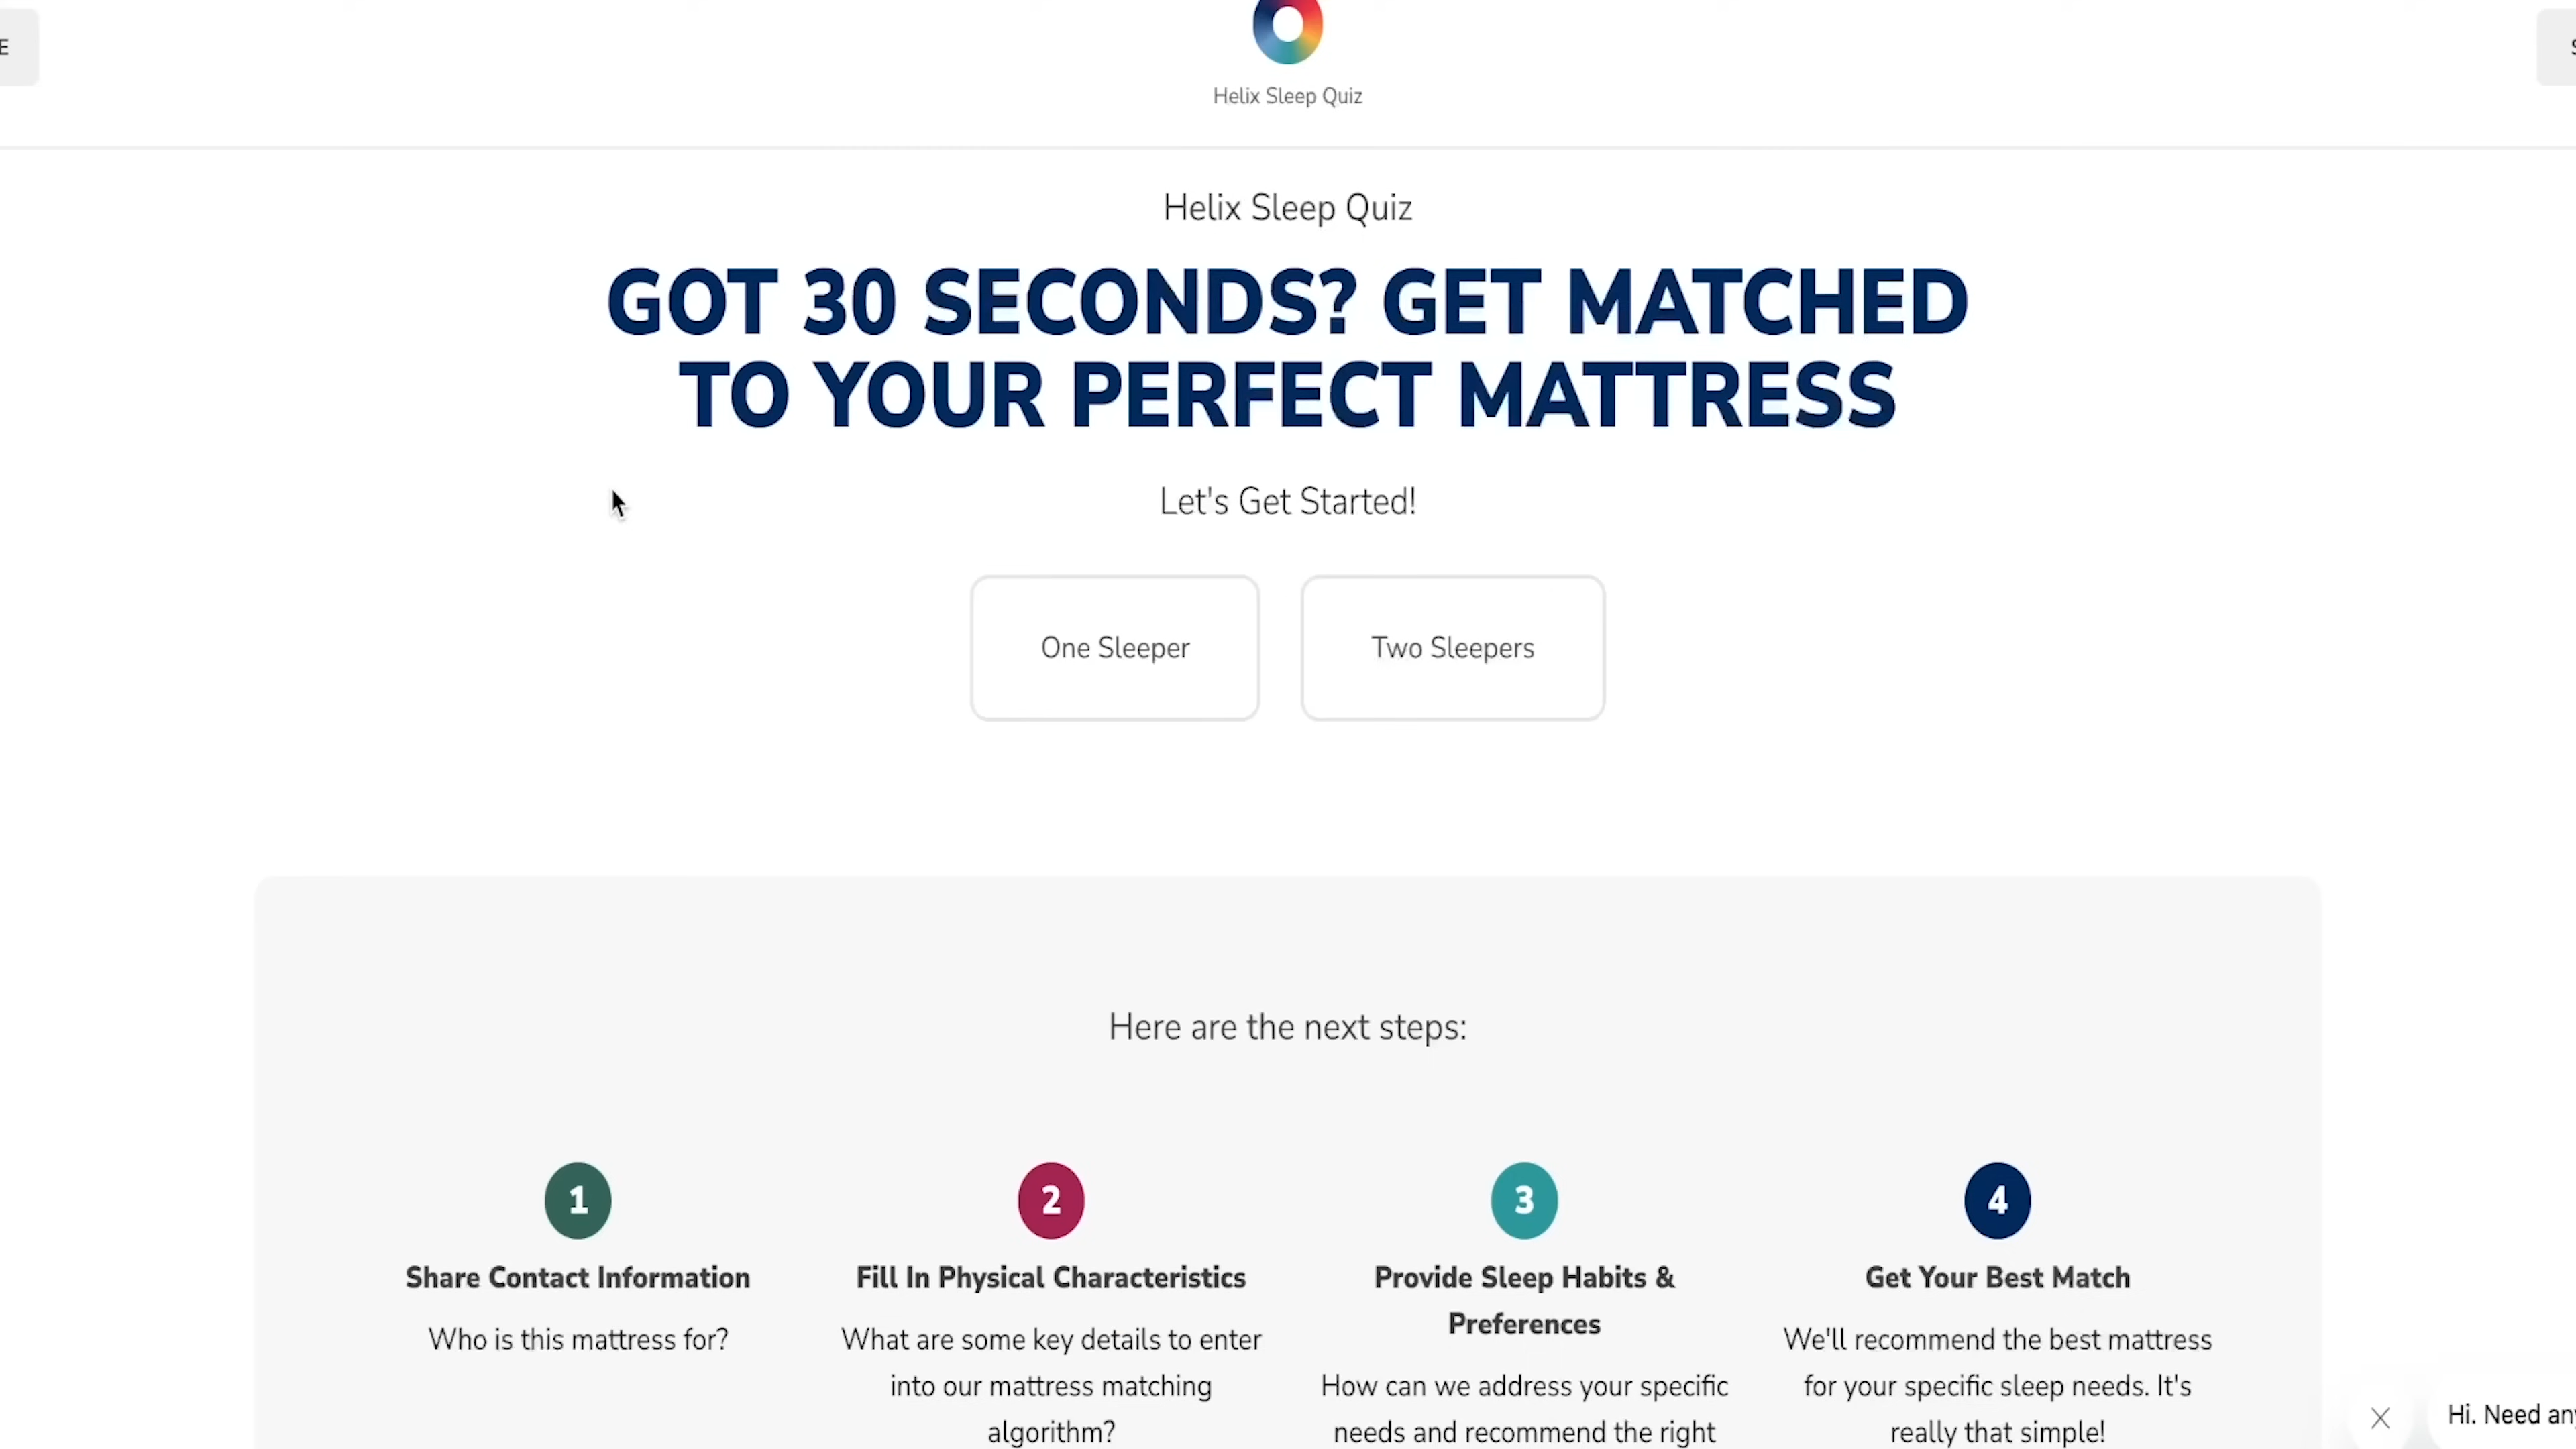 E
Helix Sleep Quiz
Helix Sleep Quiz
GOT 30 SECONDS? GET MATCHED
TO YOUR PERFECT MATTRESS
Let's Get Started!
One Sleeper
Two Sleepers
Here are the next steps:
1
Share Contact Information
Who is this mattress for?
2
Fill In Physical Characteristics
What are some key details to enter
into our mattress matching
algorithm?
3
Provide Sleep Habits &
Preferences
How can we address your specific
needs and recommend the right
4
Get Your Best Match
We'll recommend the best mattress
for your specific sleep needs. It's
really that simple!
Hi. Need